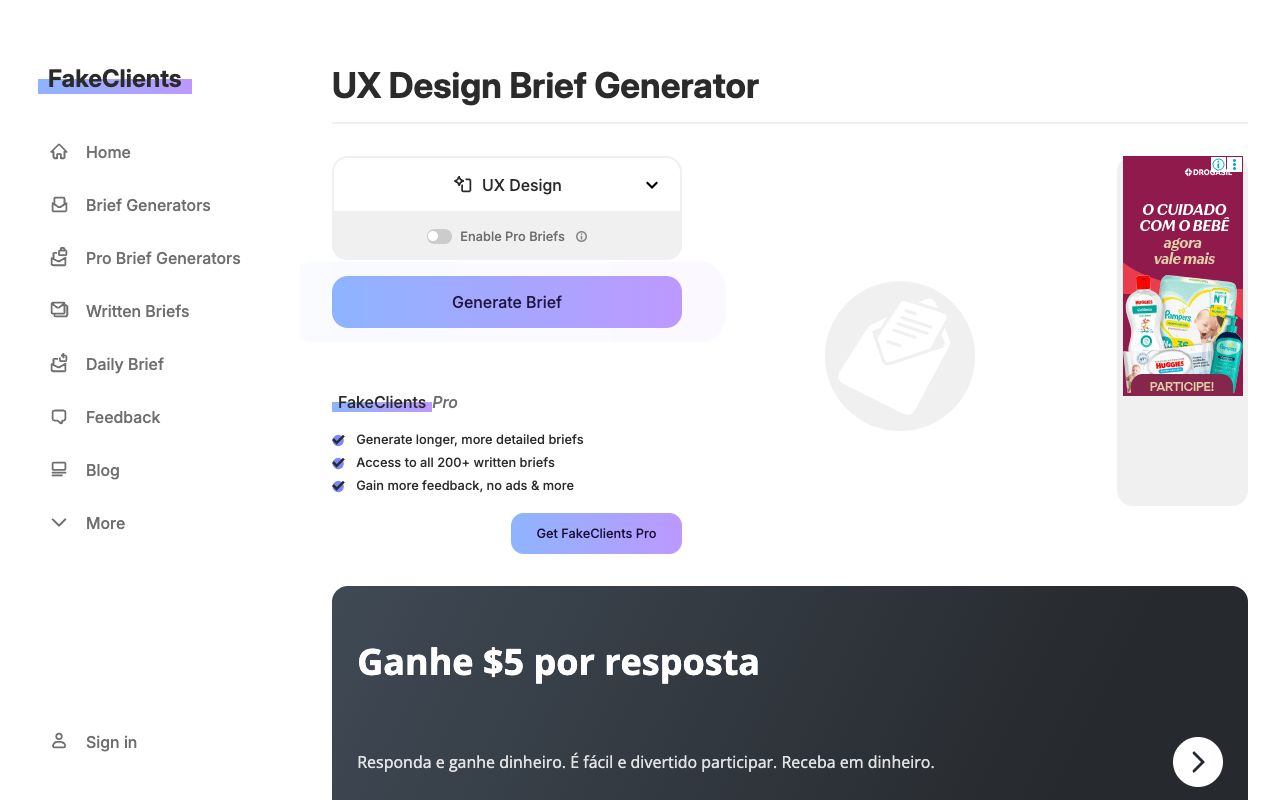 FakeClients
Home
Brief Generators
Pro Brief Generators
Written Briefs
Daily Brief
Feedback
Blog
More
Sign in
UX Design Brief Generator
UX Design
Enable Pro Briefs
Generate Brief
FakeClients Pro
Generate longer, more detailed briefs
Access to all 200+ written briefs
Gain more feedback, no ads & more
Get FakeClients Pro
DROGASIL
O CUIDADO
COM O BEBÊ
agora
vale mais
HUGGIES
Pampers
Nº1
36
HUGGIES
Pampers
PARTICIPE!
Ganhe $5 por resposta
Responda e ganhe dinheiro. É fácil e divertido participar. Receba em dinheiro.